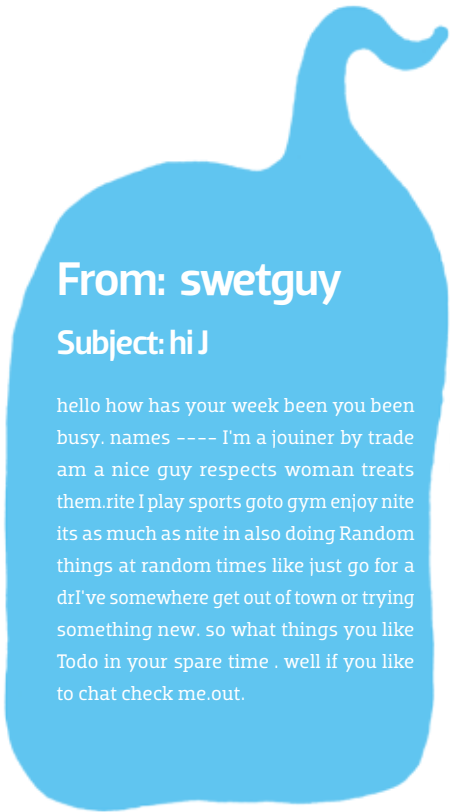 From: swetguy
Subject: hi J
hello how has your week been you been
busy. names ---- I'm a jouiner by trade
am a nice guy respects woman treats
them.rite I play sports goto gym enjoy nite
its as much as nite in also doing Random
things at random times like just go for a
drI've somewhere get out of town or trying
something new. so what things you like
Todo in your spare time . well if you like
to chat check me.out.